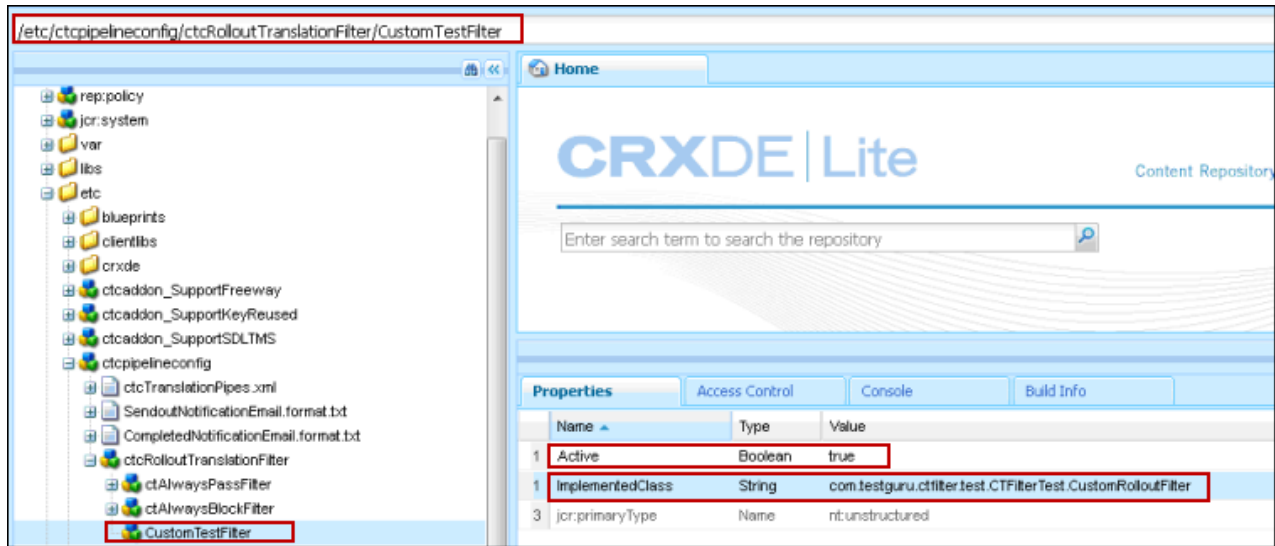 /etc/ctcpipelineconfig/ctcRolloutTranslationFilter/CustomTestFilter
Home
rep:policy
jcr:system
var
libs
etc
blueprints
clientlibs
crxde
ctcaddon_SupportFreeway
ctcaddon_SupportKeyReused
ctcaddon_SupportSDLTMS
ctcpipelineconfig
ctcTranslationPipes.xml
SendoutNotificationEmail.format.txt
CompletedNotificationEmail.format.txt
ctcRolloutTranslationFilter
ctAlwaysPassFilter
ctAlwaysBlockFilter
CustomTestFilter
CRXDE | Lite
Content Repository
Enter search term to search the repository
Properties Access Control Console Build Info
Name Type Value
1 Active Boolean true
1 ImplementedClass String com.testguru.ctfilter.test.CTFilterTest.CustomRolloutFilter
3 jcr:primaryType Name nt:unstructured